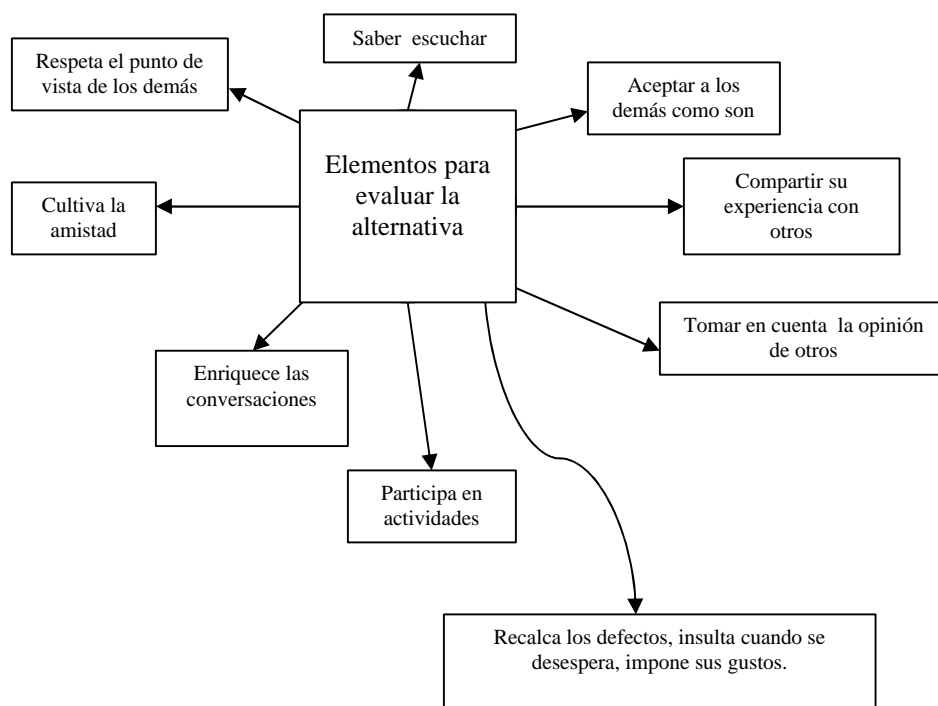 Saber escuchar
Respeta el punto de
vista de los demás
Aceptar a los
demás como son
Elementos para
evaluar la
alternativa
Cultiva la
amistad
Compartir su
experiencia con
otros
Tomar en cuenta la opinión
de otros
Enriquece las
conversaciones
Participa en
actividades
Recalca los defectos, insulta cuando se
desespera, impone sus gustos.